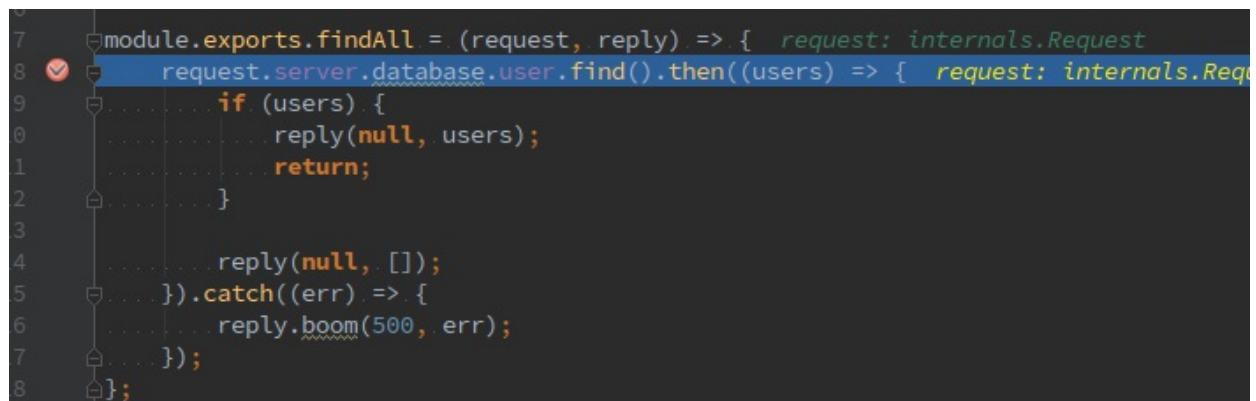 7 module.exports.findAll = (request, reply) => { request: internals.Request
8 request.server.database.user.find().then((users) => { request: internals.Requ
9 if (users) {
0 reply(null, users);
1 return;
2 }
3
4 reply(null, []);
5 }).catch((err) => {
6 reply.boom(500, err);
7 });
8 };